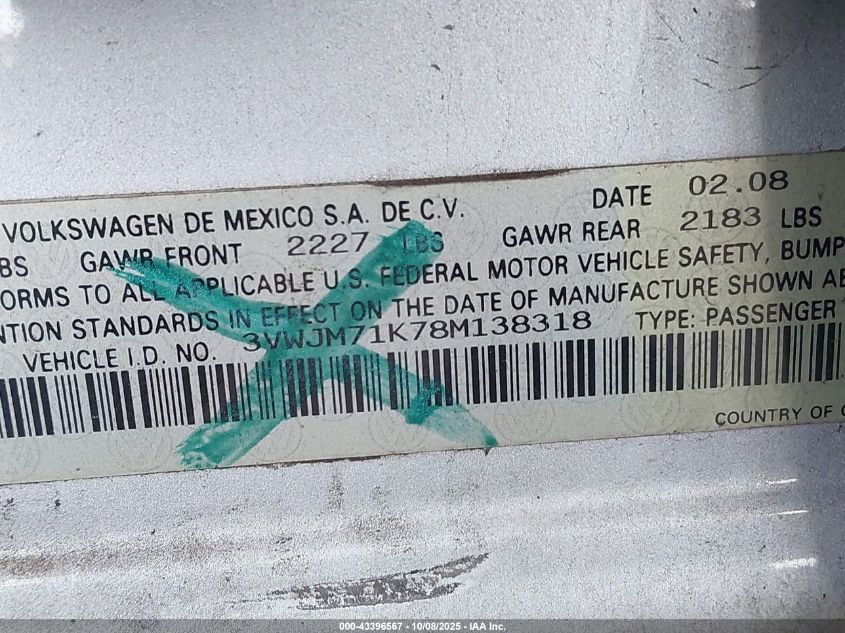 VOLKSWAGEN DE MEXICO S.A. DE C.V. DATE 02.08
BS GAWR FRONT 2227 LBS GAWR REAR 2183 LBS
ORMS TO ALL APPLICABLE U.S. FEDERAL MOTOR VEHICLE SAFETY, BUMP
NTION STANDARDS IN EFFECT ON THE DATE OF MANUFACTURE SHOWN AB
VEHICLE I.D. NO. 3VWJM71K78M138318 TYPE: PASSENGER
COUNTRY OF O
000-43396567 - 10/08/2025 - IAA Inc.